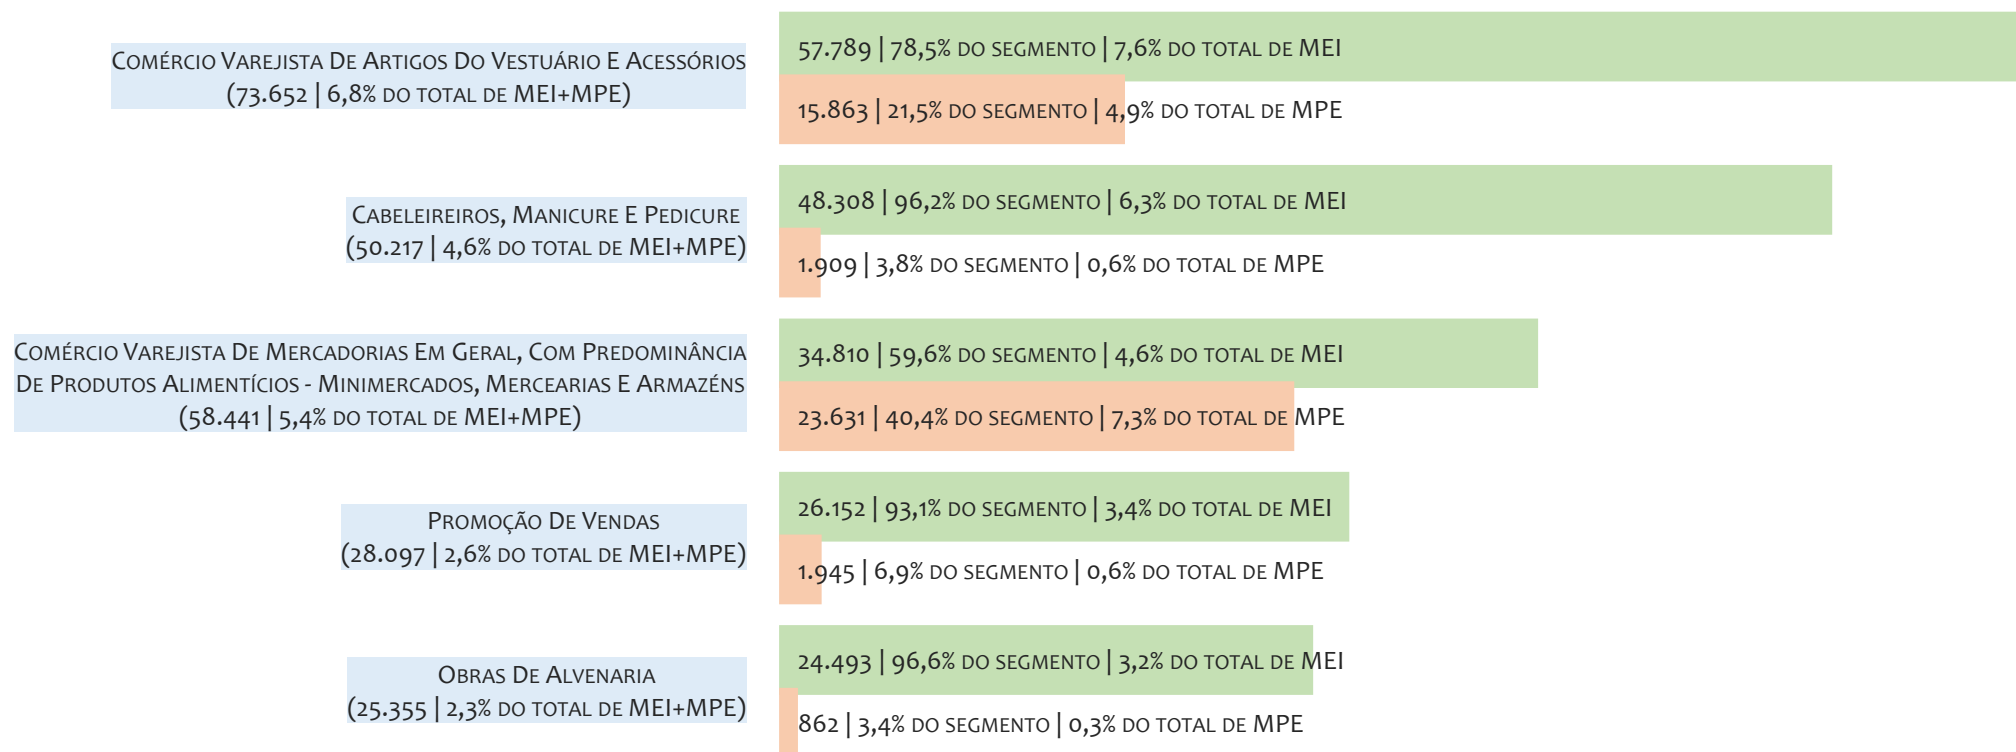 Comércio Varejista De Artigos Do Vestuário E Acessórios
(73.652 | 6,8% do total de MEI+MPE)
57.789 | 78,5% do segmento | 7,6% do total de MEI
15.863 | 21,5% do segmento | 4,9% do total de MPE
Cabeleireiros, Manicure E Pedicure
(50.217 | 4,6% do total de MEI+MPE)
48.308 | 96,2% do segmento | 6,3% do total de MEI
1.909 | 3,8% do segmento | 0,6% do total de MPE
Comércio Varejista De Mercadorias Em Geral, Com Predominância
De Produtos Alimentícios - Minimercados, Mercearias E Armazéns
(58.441 | 5,4% do total de MEI+MPE)
34.810 | 59,6% do segmento | 4,6% do total de MEI
23.631 | 40,4% do segmento | 7,3% do total de MPE
Promoção De Vendas
(28.097 | 2,6% do total de MEI+MPE)
26.152 | 93,1% do segmento | 3,4% do total de MEI
1.945 | 6,9% do segmento | 0,6% do total de MPE
Obras De Alvenaria
(25.355 | 2,3% do total de MEI+MPE)
24.493 | 96,6% do segmento | 3,2% do total de MEI
862 | 3,4% do segmento | 0,3% do total de MPE